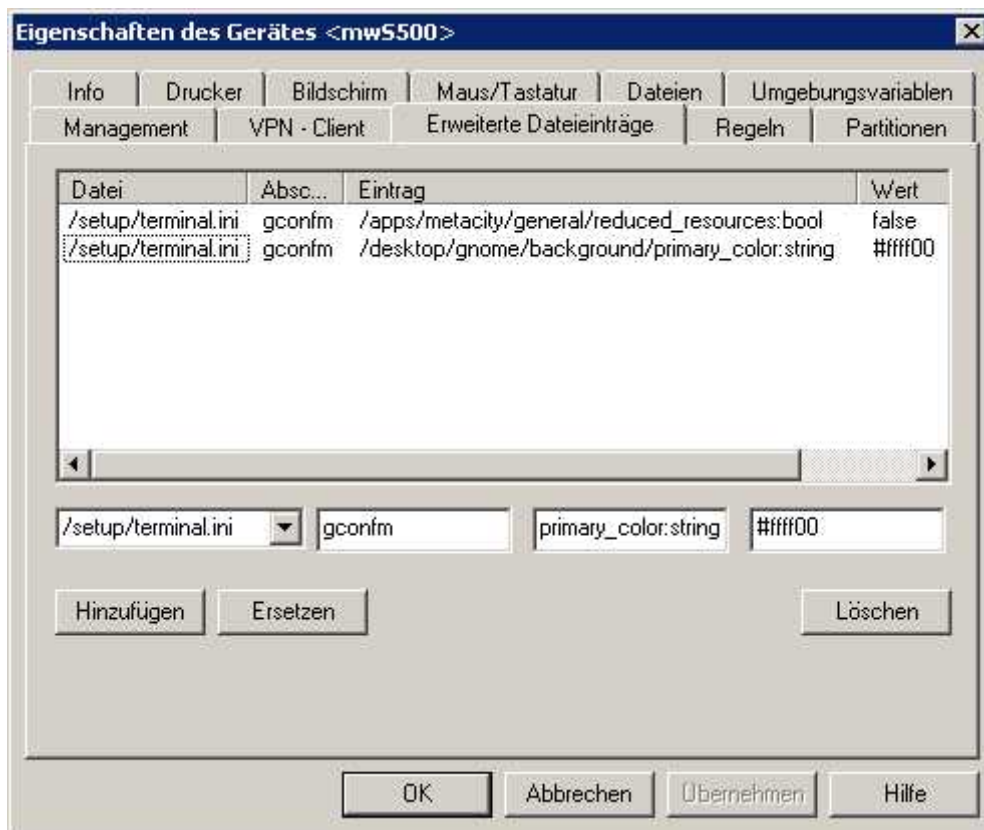 Eigenschaften des Gerätes <mwS500>
Info Drucker Bildschirm Maus/Tastatur Dateien Umgebungsvariablen
Management VPN - Client Erweiterte Dateieinträge Regeln Partitionen
Datei Absc... Eintrag Wert
/setup/terminal.ini gconfm /apps/metacity/general/reduced_resources:bool false
/setup/terminal.ini gconfm /desktop/gnome/background/primary_color:string #ffff00
/setup/terminal.ini gconfm primary_color:string #ffff00
Hinzufügen Ersetzen Löschen
OK Abbrechen Übernehmen Hilfe